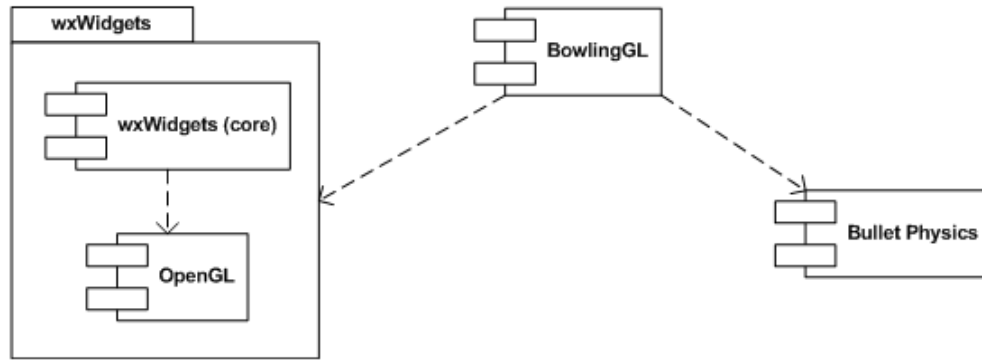 wxWidgets
BowlingGL
wxWidgets (core)
Bullet Physics
OpenGL